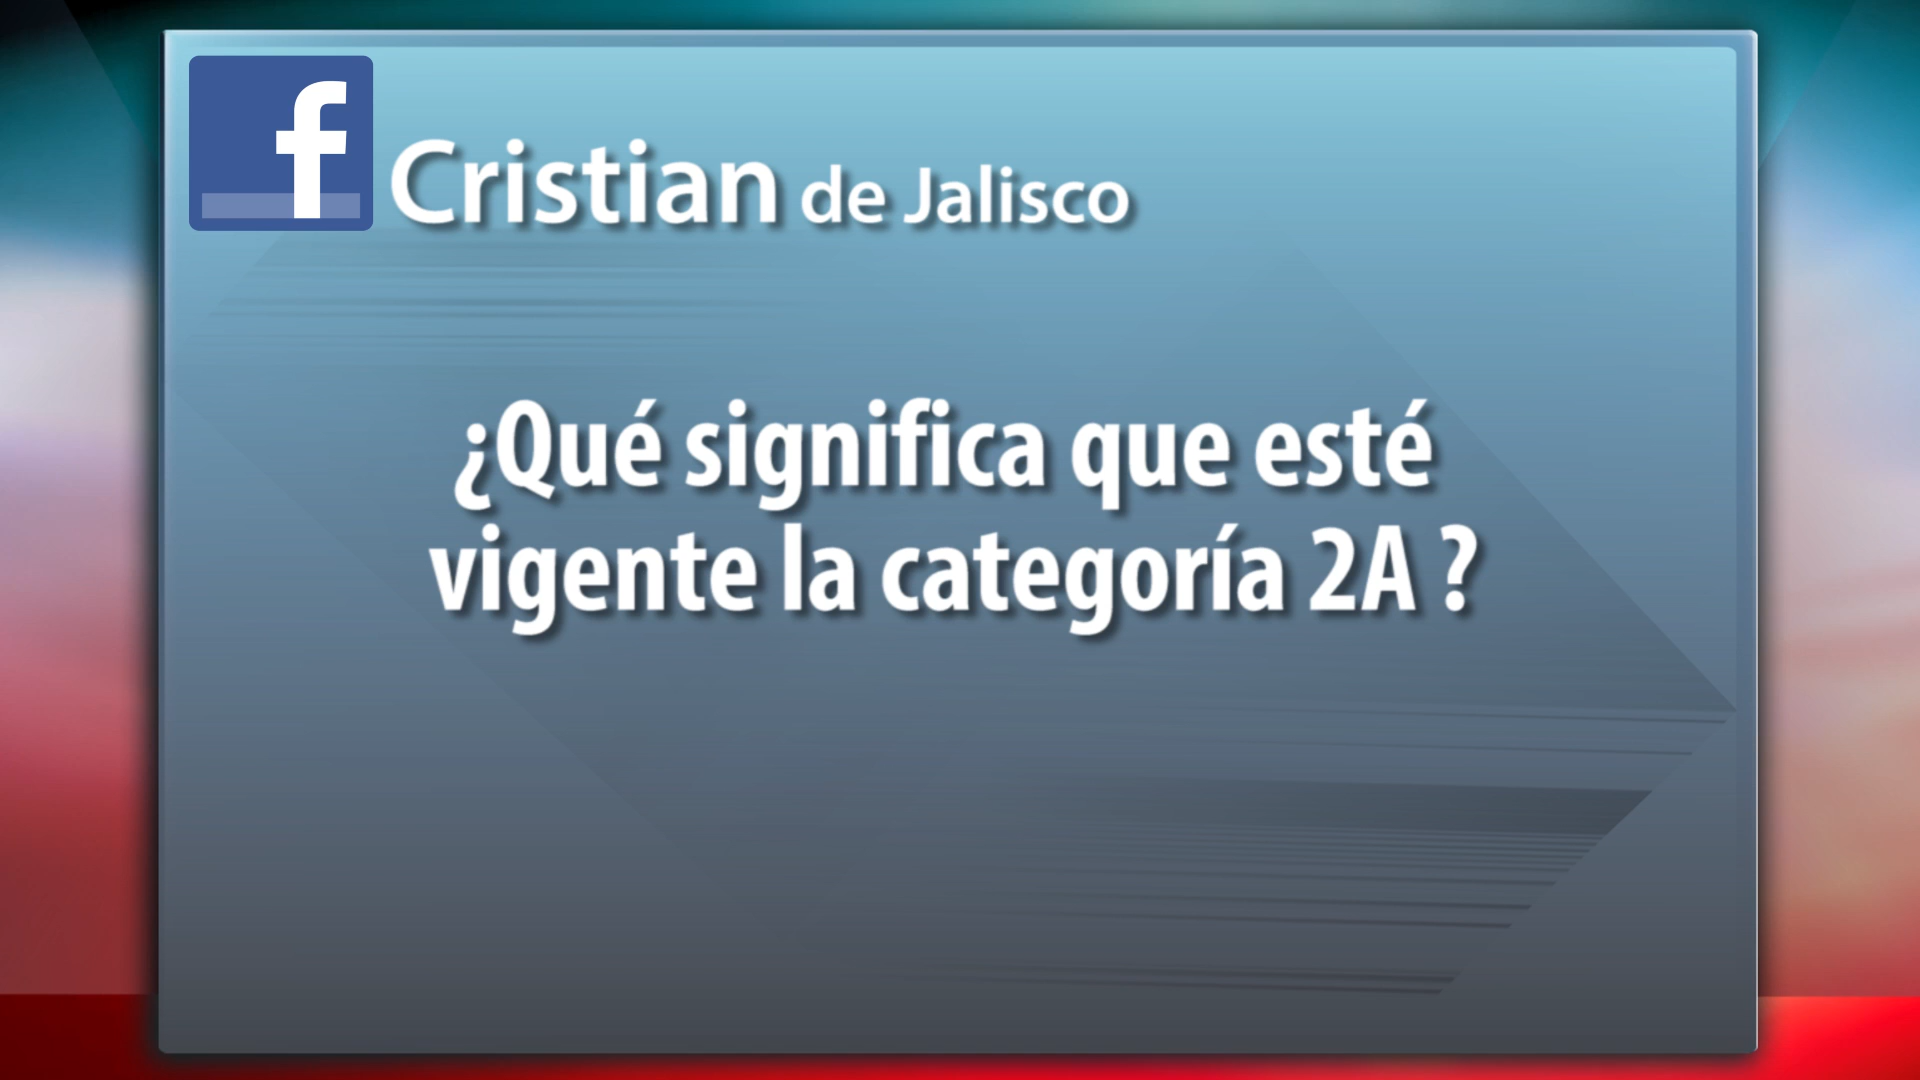 f
Cristian de Jalisco
¿Qué significa que esté
vigente la categoría 2A ?